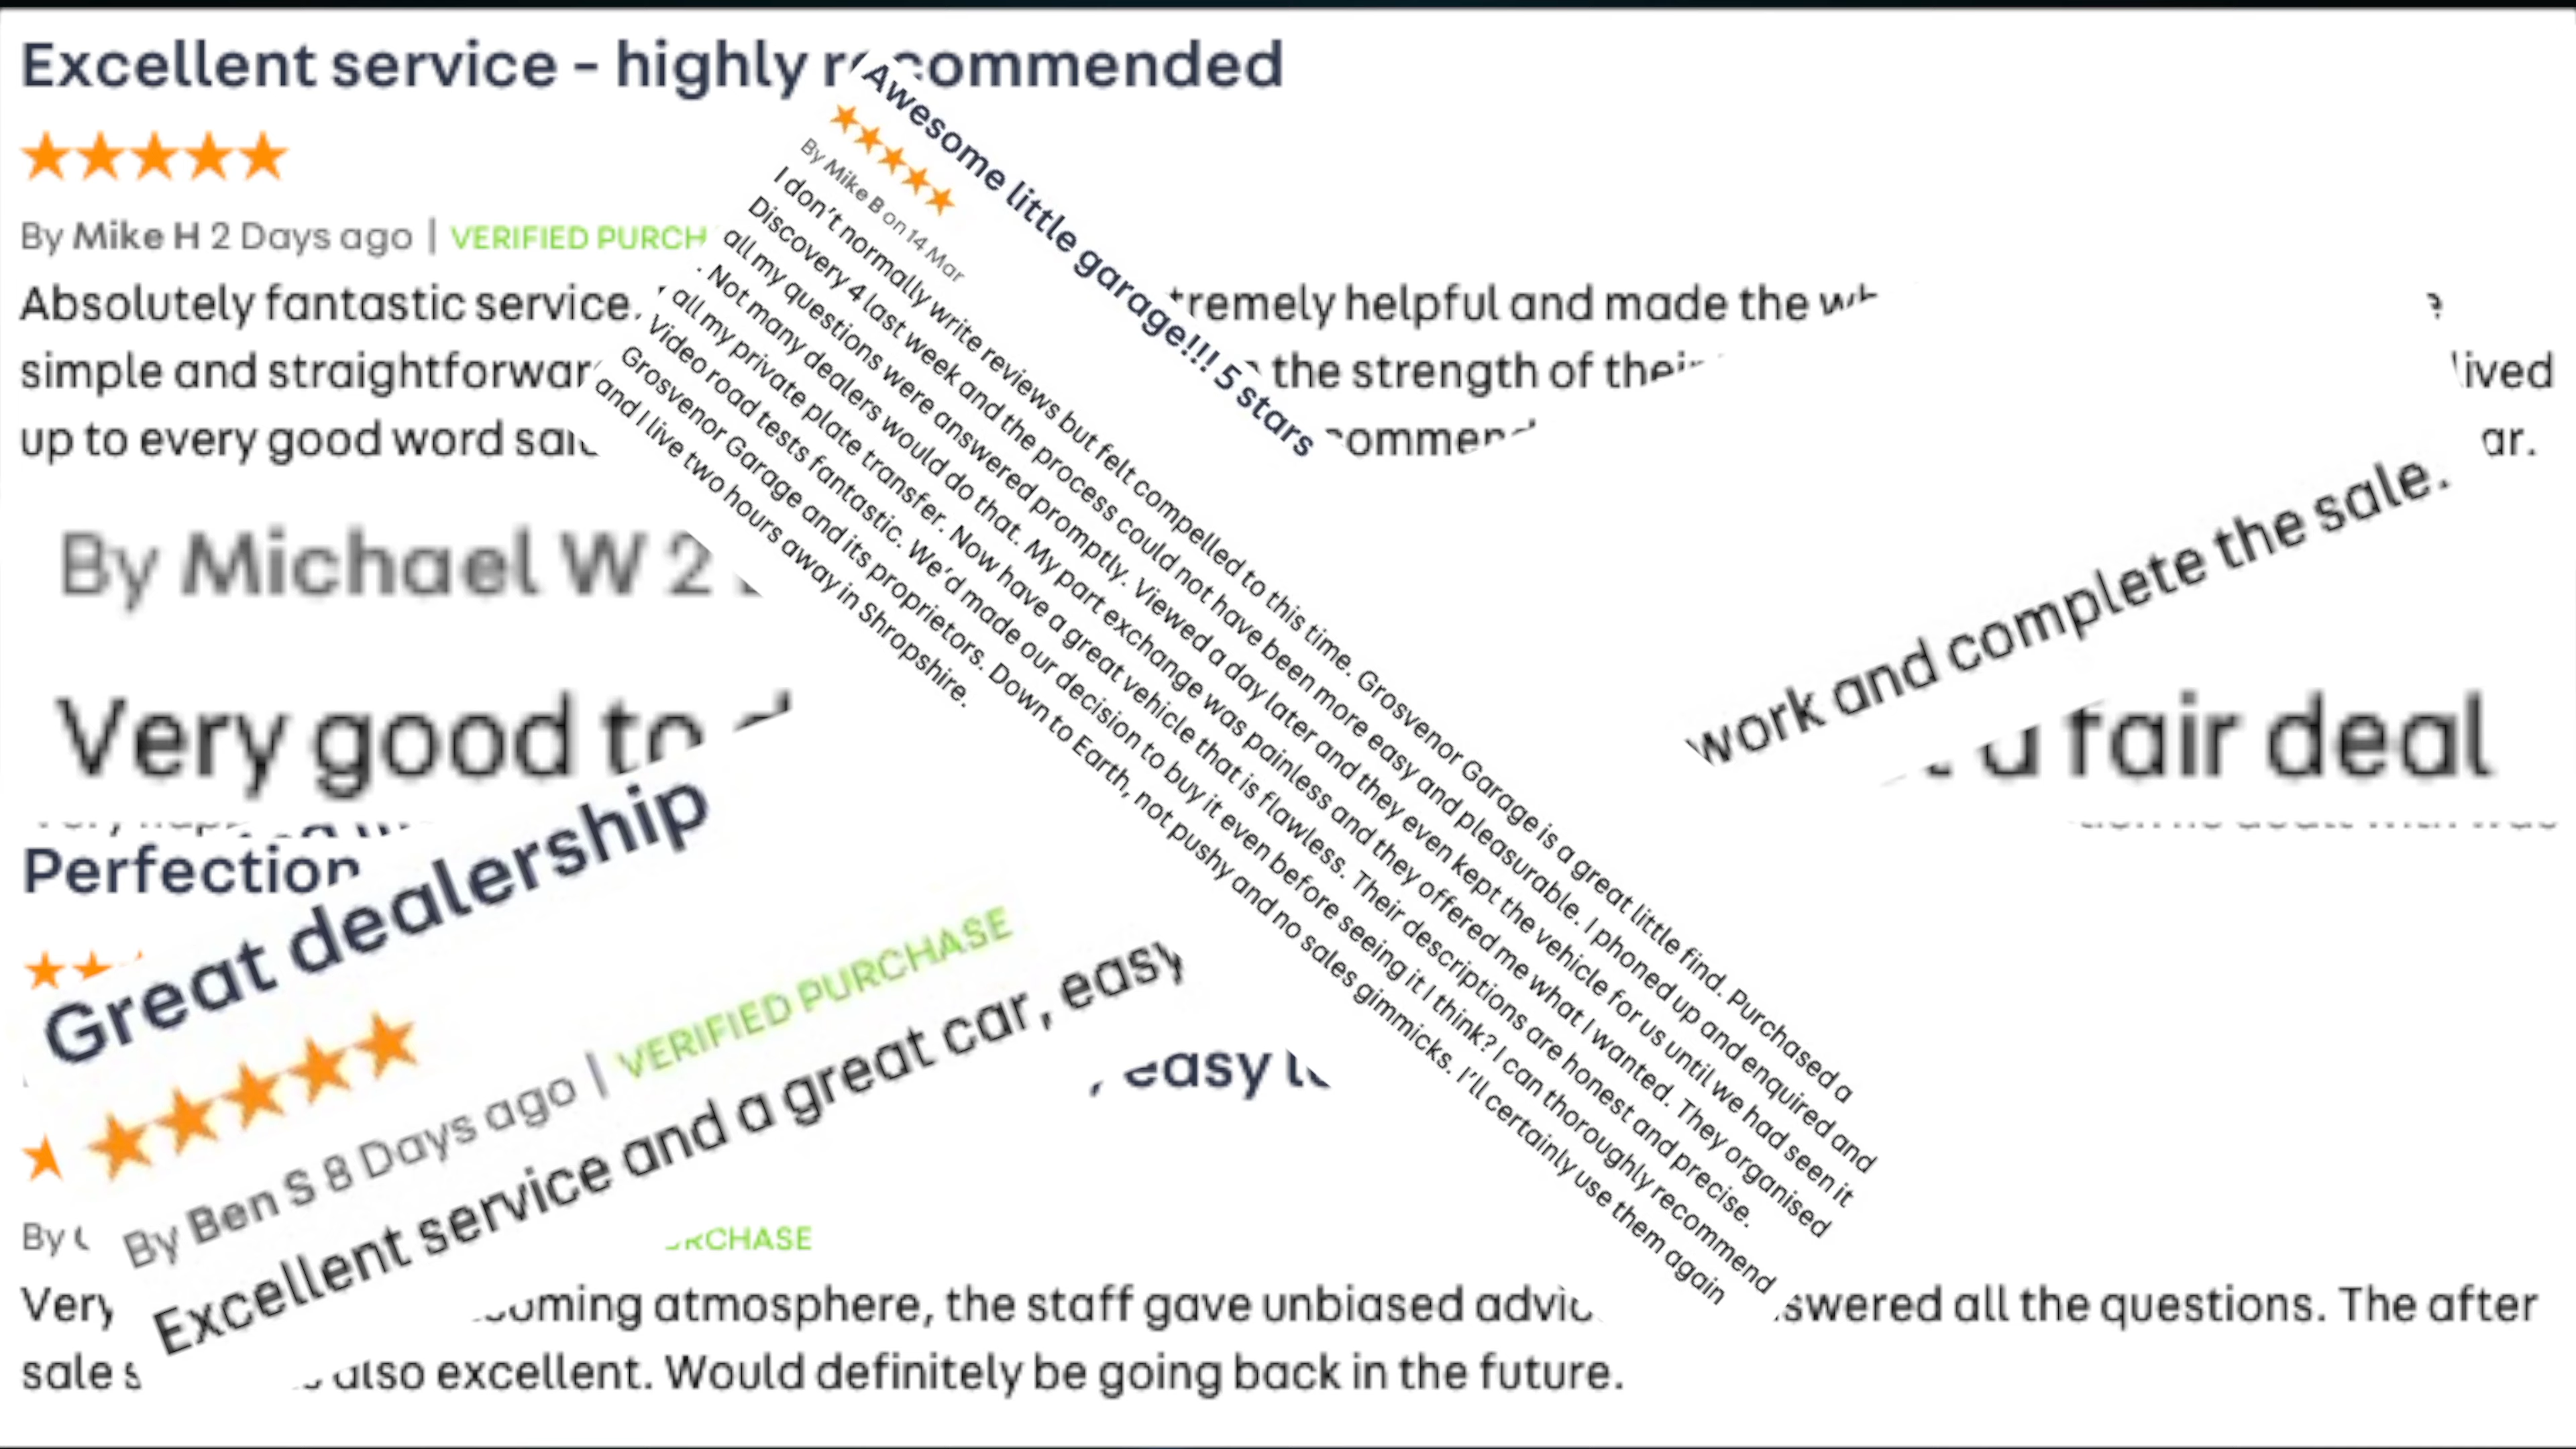 Excellent service - highly recommended
By Mike H 2 Days ago | VERIFIED
Absolutely fantastic service. helpful and made the
simple and the strength of lived
up to every good word
Awesome little garage!!! 5 stars
By Mike B on 14 Mar
I don't normally write reviews but felt compelled to this time. Grosvenor Garage is a great little find. Purchased a
Discovery 4 last week and the process could not have been more easy and pleasurable. I phoned up and enquired and
all my questions were answered promptly. Viewed a day later and they even kept the vehicle for us until we had seen it
. Not many dealers would do that. My part exchange was painless and they offered me what I wanted. They organised
all my private plate transfer. Now have a great vehicle that is flawless. Their descriptions are honest and precise.
Video road tests fantastic. We'd made our decision to buy it even before seeing it I think? I can thoroughly recommend
Grosvenor Garage and its proprietors. Down to Earth, not pushy and no sales gimmicks. I'll certainly use them again
and I live two hours away in Shropshire.
By Michael W 2
Very good to
fair deal
work and complete the sale.
Perfection
Great dealership
By Ben S 8 Days ago | VERIFIED PURCHASE
Excellent service and a great car, easy
easy
By
Very atmosphere, the staff gave unbiased all the questions. The after
sale also excellent. Would definitely be going back in the future.